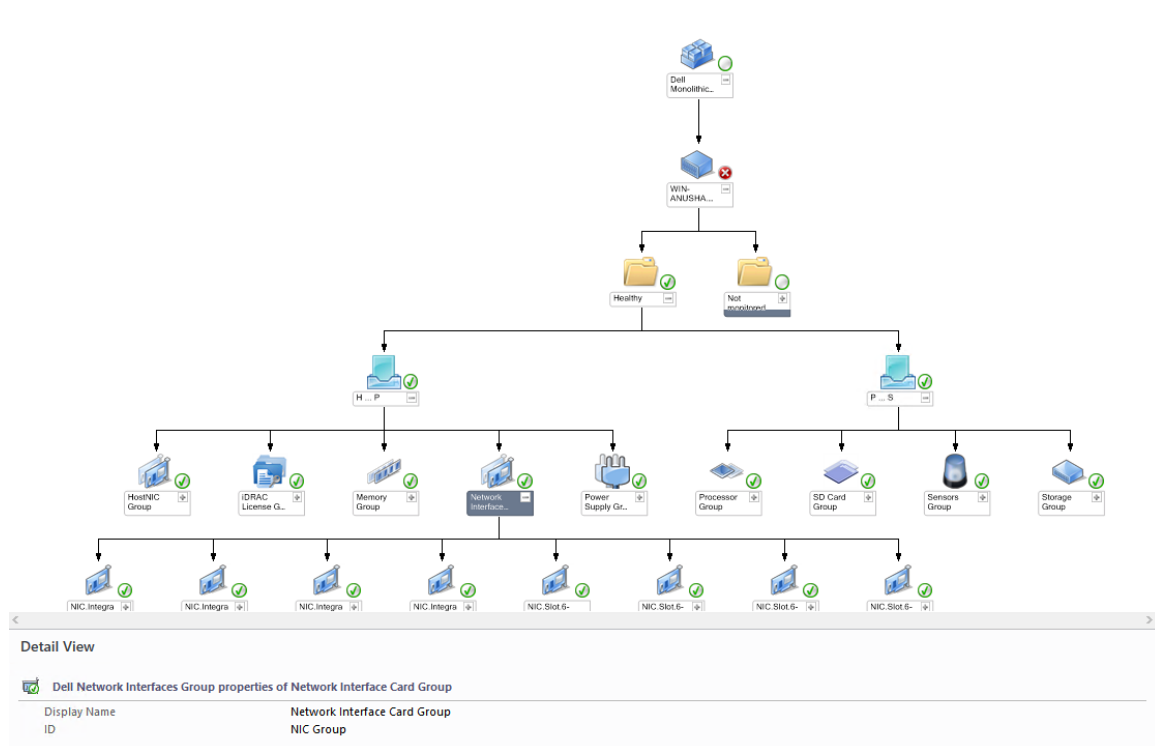 Dell
Monolithic...
WIN-
ANUSHA...
Healthy
Not
monitored
H ... P
P ... S
HostNIC
Group
iDRAC
License G...
Memory
Group
Network
Interface...
Power
Supply Gr...
Processor
Group
SD Card
Group
Sensors
Group
Storage
Group
NIC.Integra
NIC.Integra
NIC.Integra
NIC.Integra
NIC.Slot.6-
NIC.Slot.6-
NIC.Slot.6-
NIC.Slot.6-
Detail View
Dell Network Interfaces Group properties of Network Interface Card Group
Display Name Network Interface Card Group
ID NIC Group